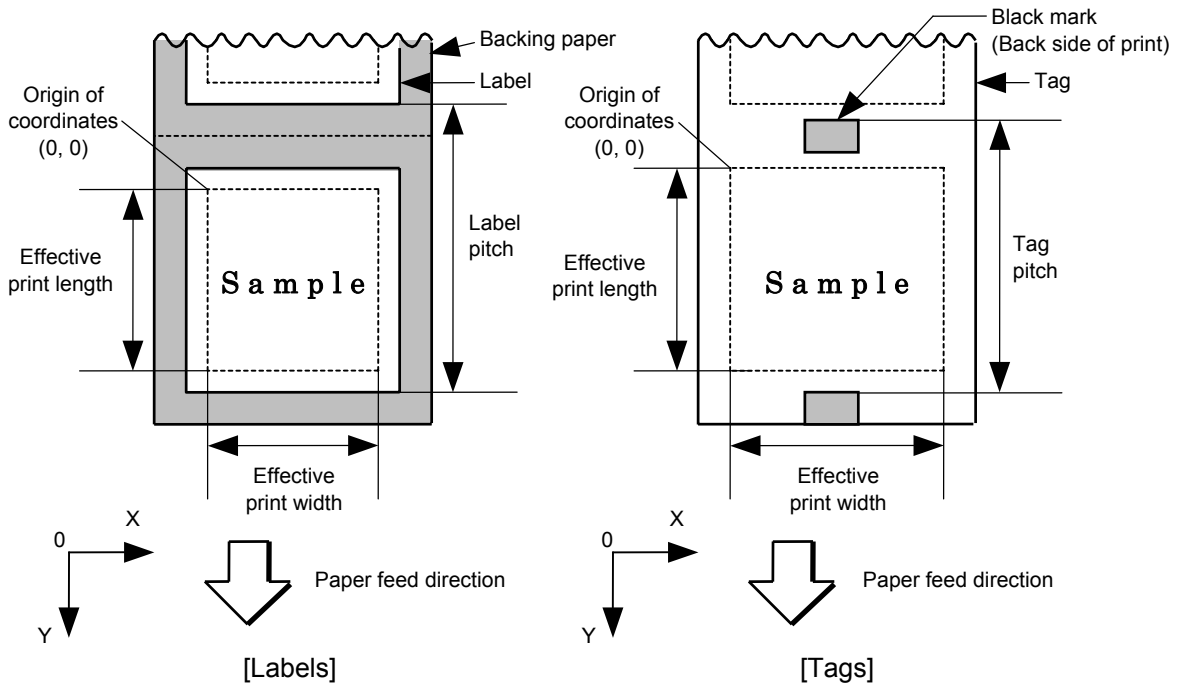 Backing paper
Label
Origin of
coordinates
(0, 0)
Label
pitch
Effective
print length
Sample
Effective
print width
0
X
Y
Paper feed direction
[Labels]
Black mark
(Back side of print)
Tag
Origin of
coordinates
(0, 0)
Tag
pitch
Effective
print length
Sample
Effective
print width
0
X
Y
Paper feed direction
[Tags]